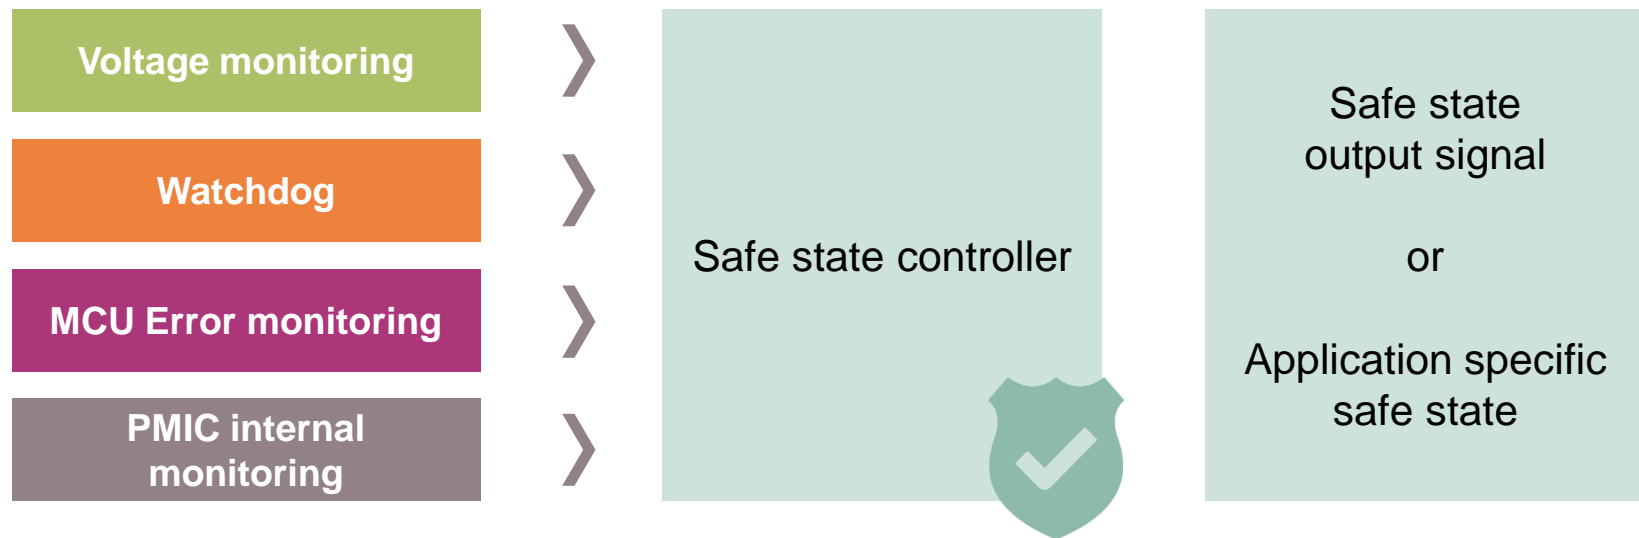 Voltage monitoring
Watchdog
MCU Error monitoring
PMIC internal
monitoring
Safe state controller
Safe state
output signal
or
Application specific
safe state